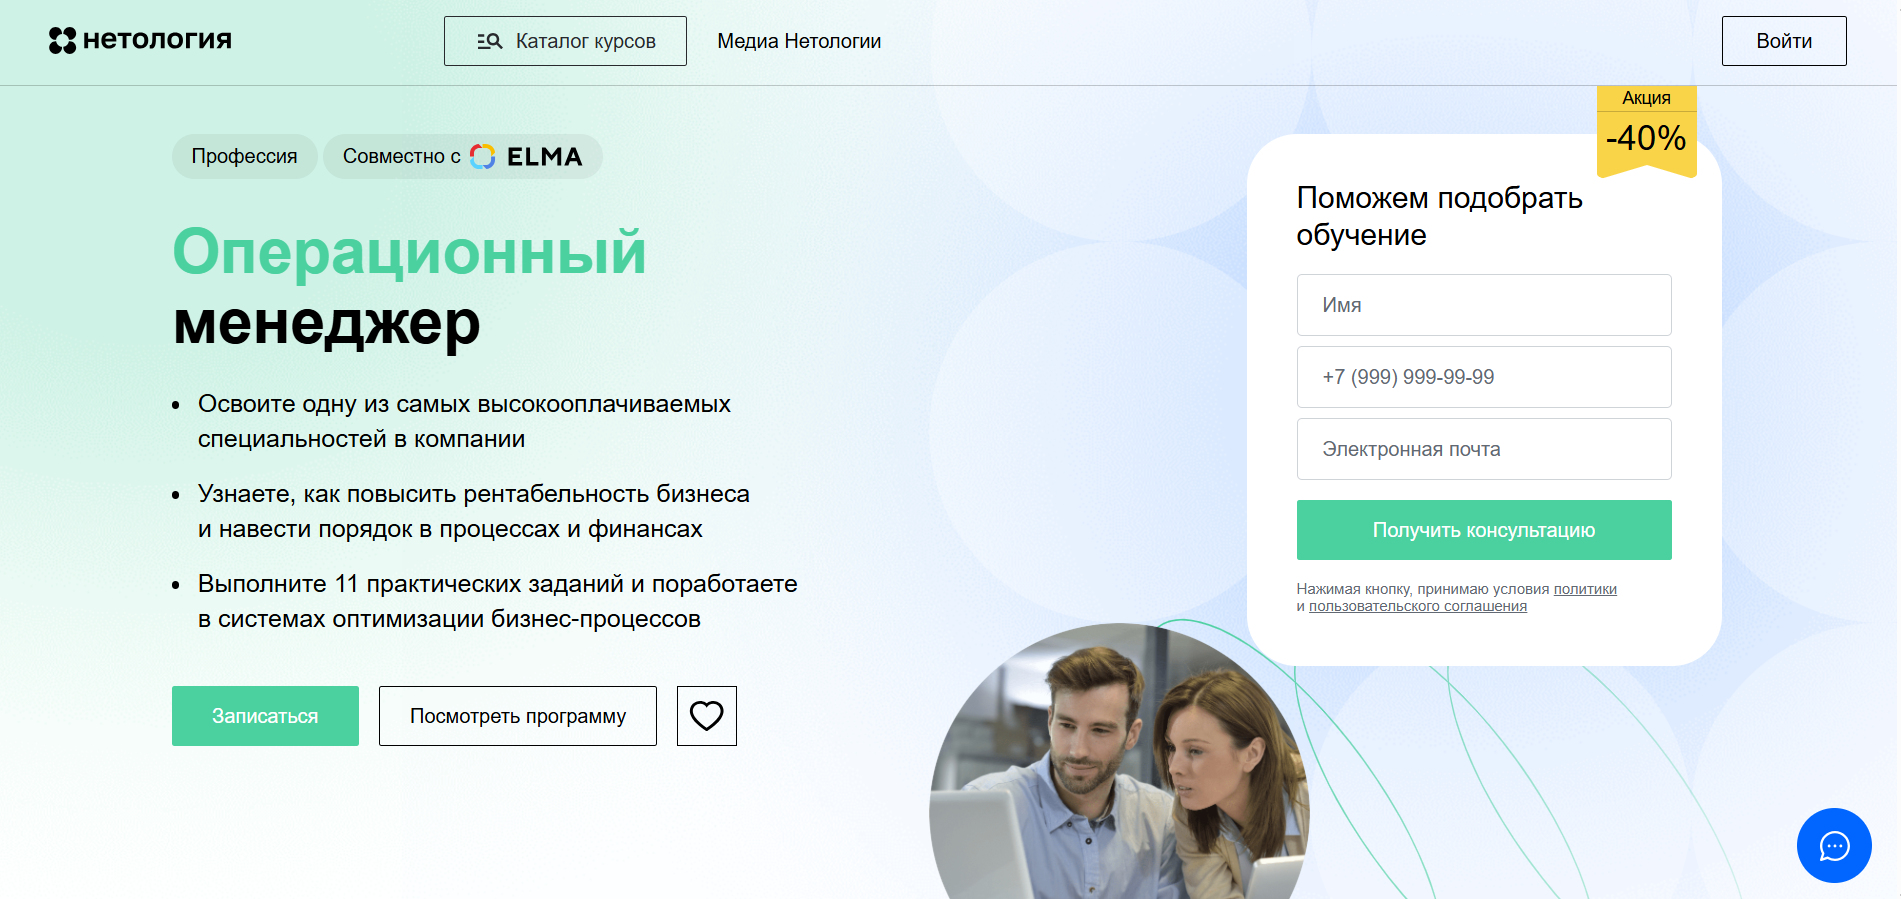 нетология
Каталог курсов
Медиа Нетологии
Войти
Профессия
Совместно с ELMA
Операционный
менеджер
• Освоите одну из самых высокооплачиваемых
специальностей в компании
• Узнаете, как повысить рентабельность бизнеса
и навести порядок в процессах и финансах
• Выполните 11 практических заданий и поработаете
в системах оптимизации бизнес-процессов
Записаться
Посмотреть программу
Акция
-40%
Поможем подобрать
обучение
Имя
+7 (999) 999-99-99
Электронная почта
Получить консультацию
Нажимая кнопку, принимаю условия политики
и пользовательского соглашения